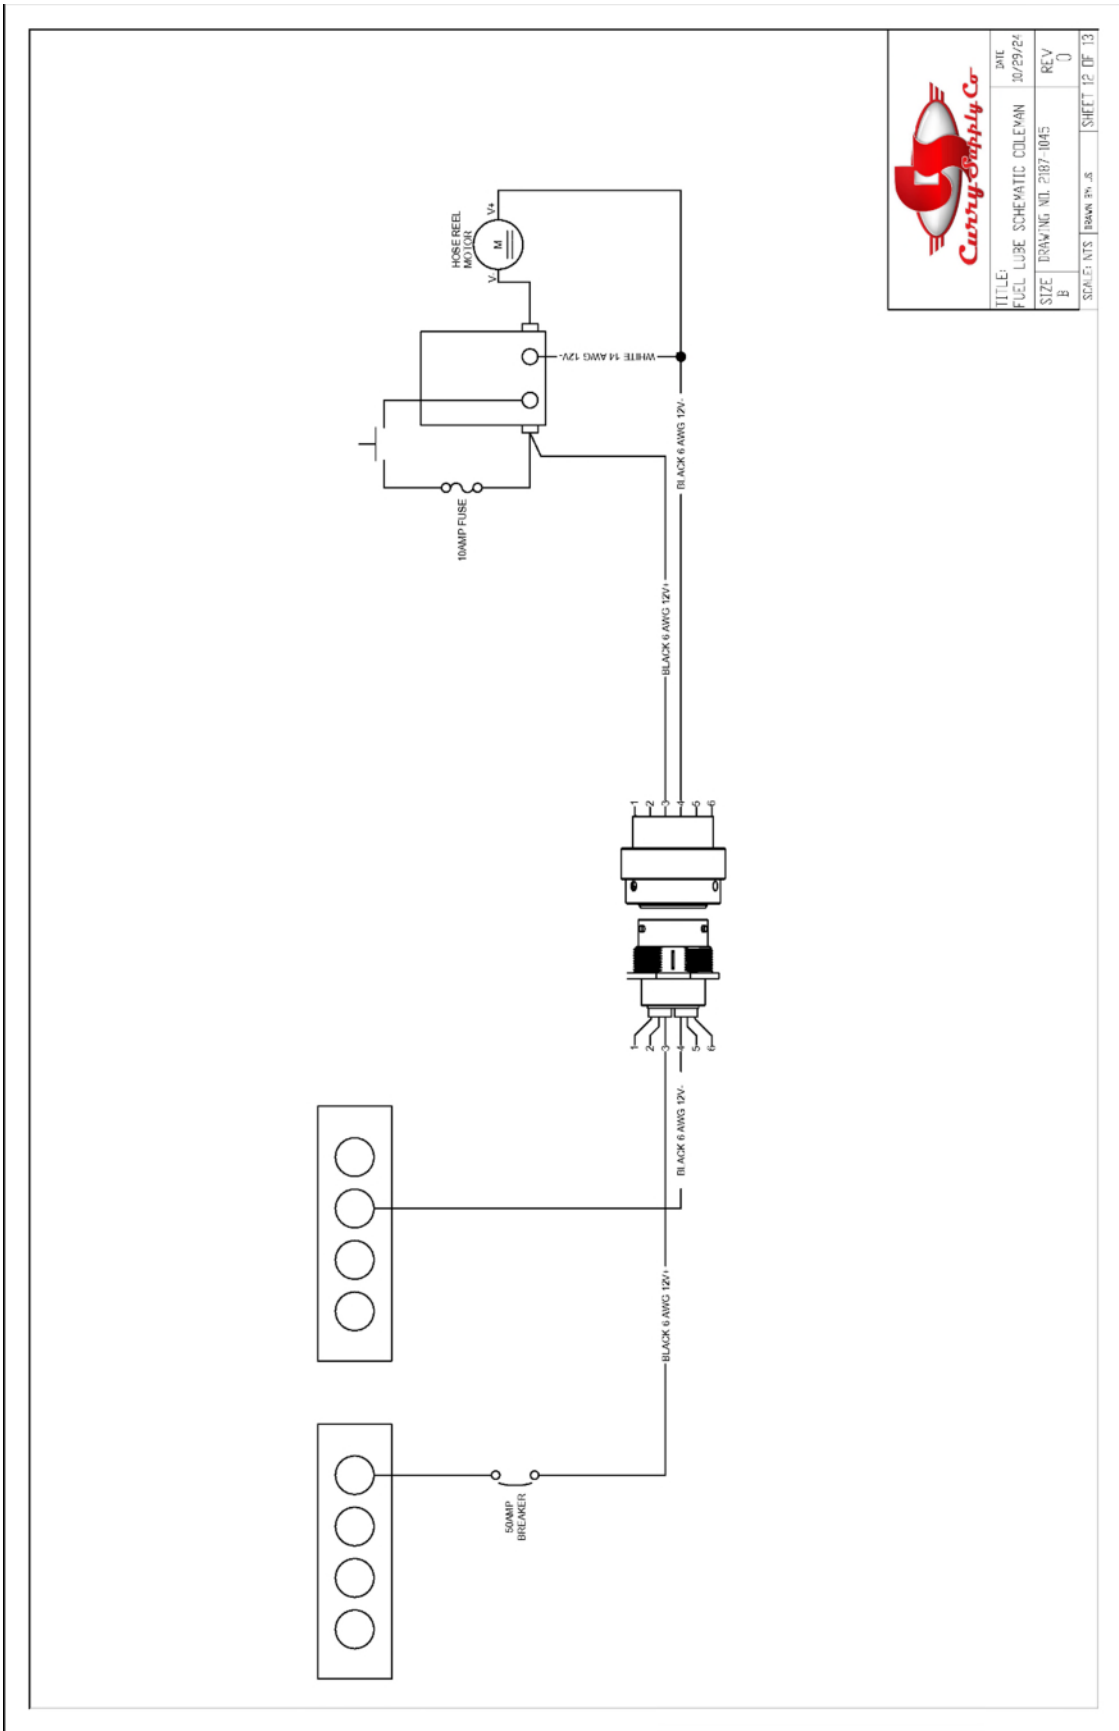 Curry Supply Co
TITLE:
FUEL LUBE SCHEMATIC COLEMAN
DATE
10/29/24
SIZE
B
DRAWING NO. 2187-1045
REV
0
SCALE: NTS
DRAWN BY: JS
SHEET 12 OF 13
HOSE REEL
MOTOR
V-
M
V+
10AMP FUSE
WHITE 14 AWG 12V-
BLACK 6 AWG 12V-
BLACK 6 AWG 12V+
1
2
3
4
5
6
1
2
3
4
5
6
BLACK 6 AWG 12V-
BLACK 6 AWG 12V+
50AMP
BREAKER